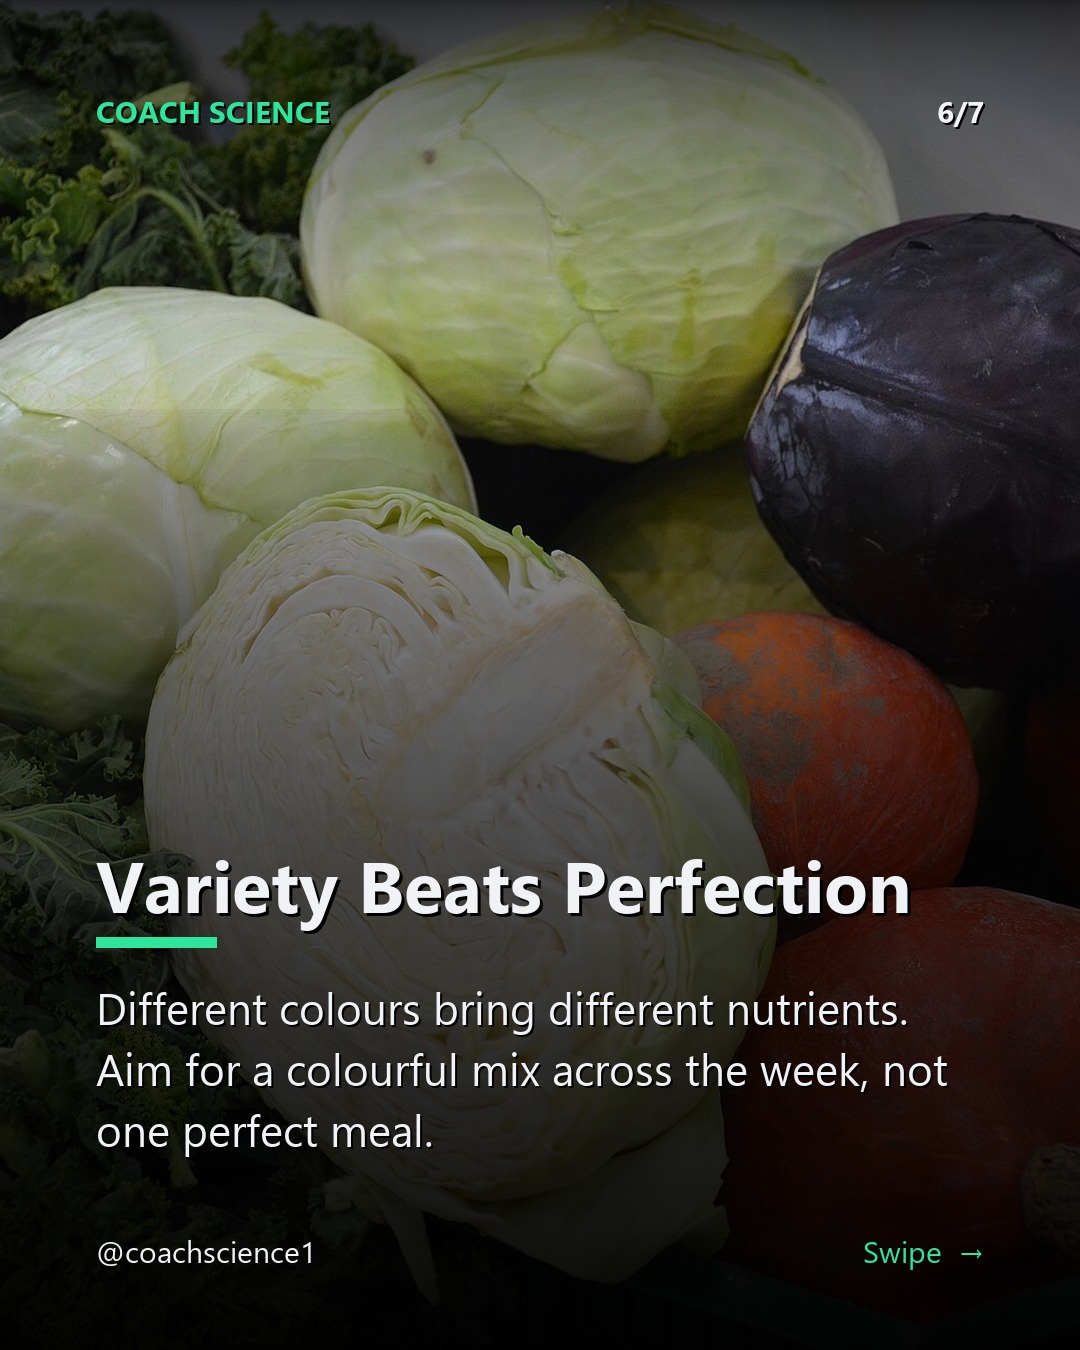 COACH SCIENCE
6/7
Variety Beats Perfection
Different colours bring different nutrients.
Aim for a colourful mix across the week, not
one perfect meal.
@coachscience1
Swipe →